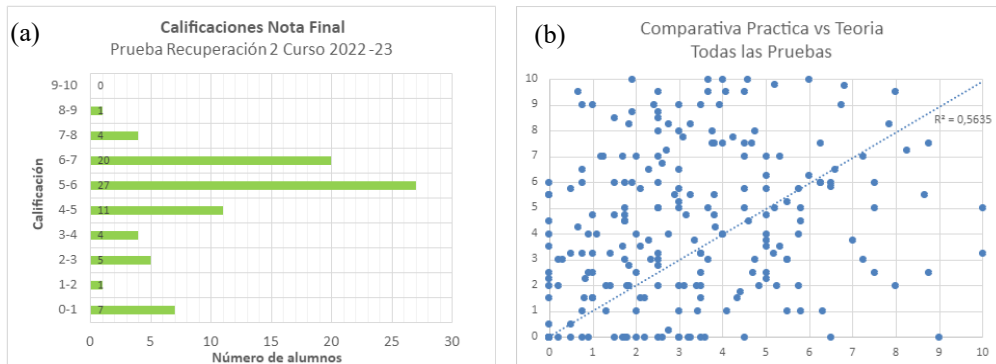 (a)
Calificaciones Nota Final
Prueba Recuperación 2 Curso 2022 -23
Calificación
9-10 0
8-9 1
7-8 4
6-7 20
5-6 27
4-5 11
3-4 4
2-3 5
1-2 1
0-1 7
0 5 10 15 20 25 30
Número de alumnos
(b)
Comparativa Practica vs Teoria
Todas las Pruebas
10
9
8
7
6
5
4
3
2
1
0
R² = 0,5635
0 1 2 3 4 5 6 7 8 9 10